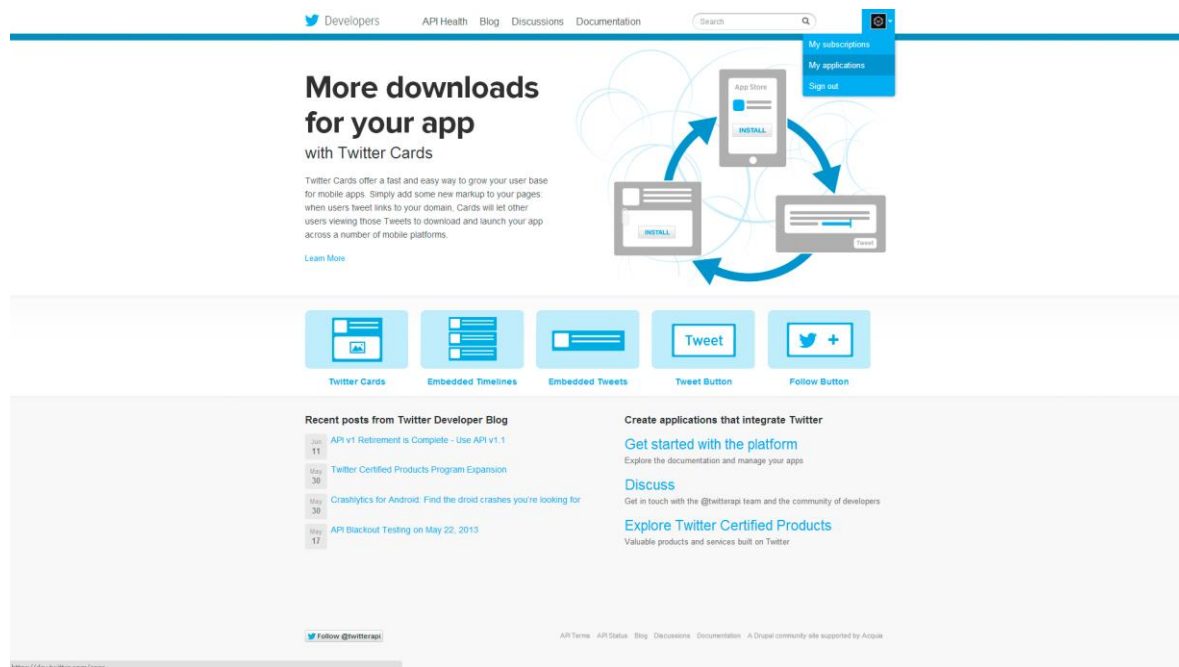 Developers
API Health Blog Discussions Documentation
Search
My subscriptions
My applications
Sign out
More downloads
for your app
with Twitter Cards
Twitter Cards offer a fast and easy way to grow your user base
for mobile apps. Simply add some new markup to your pages:
when users tweet links to your domain, Cards will let other
users viewing those Tweets to download and launch your app
across a number of mobile platforms.
Learn More
App Store
INSTALL
INSTALL
Tweet
Tweet
Twitter Cards
Embedded Timelines
Embedded Tweets
Tweet Button
Follow Button
Recent posts from Twitter Developer Blog
Jun
11
API v1 Retirement is Complete - Use API v1.1
May
30
Twitter Certified Products Program Expansion
May
30
Crashlytics for Android: Find the droid crashes you're looking for
May
17
API Blackout Testing on May 22, 2013
Create applications that integrate Twitter
Get started with the platform
Explore the documentation and manage your apps
Discuss
Get in touch with the @twitterapi team and the community of developers
Explore Twitter Certified Products
Valuable products and services built on Twitter
Follow @twitterapi
API Terms API Status Blog Discussions Documentation A Drupal community site supported by Acquia